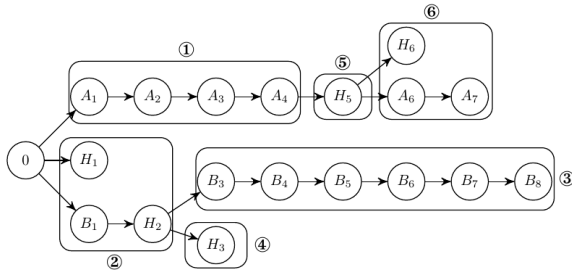 ⑥
① H₆
⑤
A₁ A₂ A₃ A₄ H₅ A₆ A₇
0 H₁
B₃ B₄ B₅ B₆ B₇ B₈ ③
B₁ H₂
H₃ ④
②